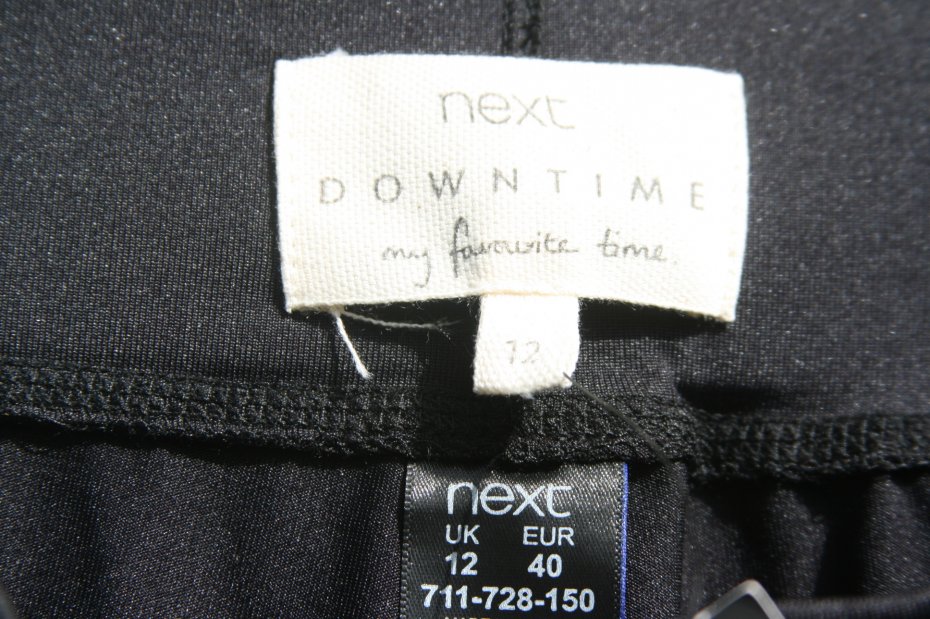 next
DOWNTIME
my favourite time.
12
next
UK EUR
12 40
711-728-150